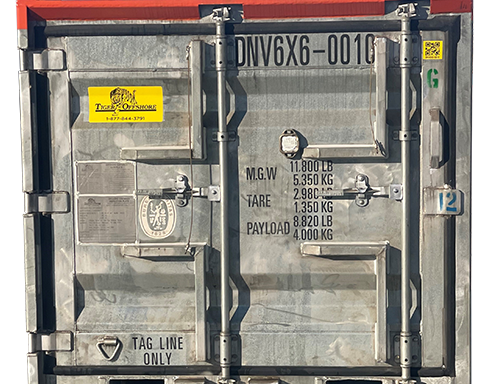 DNV6X6-0010
TIGER OFFSHORE
1-877-844-3791
G
M.G.W 11.800 LB
5.350 KG
TARE 2.980 LB
1.350 KG
PAYLOAD 8.820 LB
4.000 KG
12
TAG LINE
ONLY